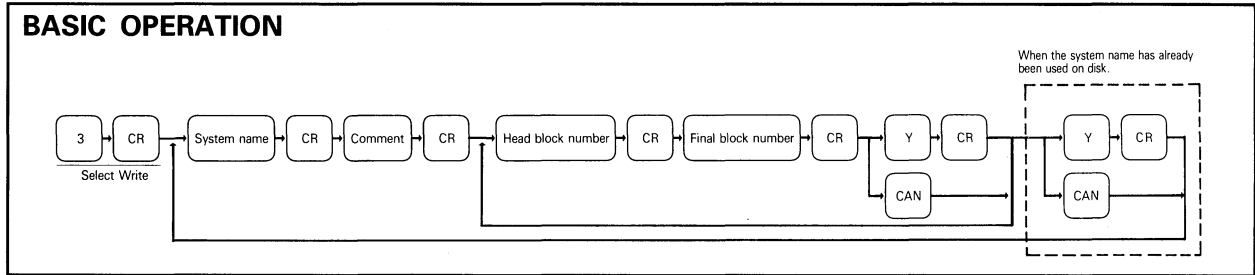 BASIC OPERATION
When the system name has already
been used on disk.
3 CR System name CR Comment CR Head block number CR Final block number CR Y CR Y CR
Select Write
CAN CAN